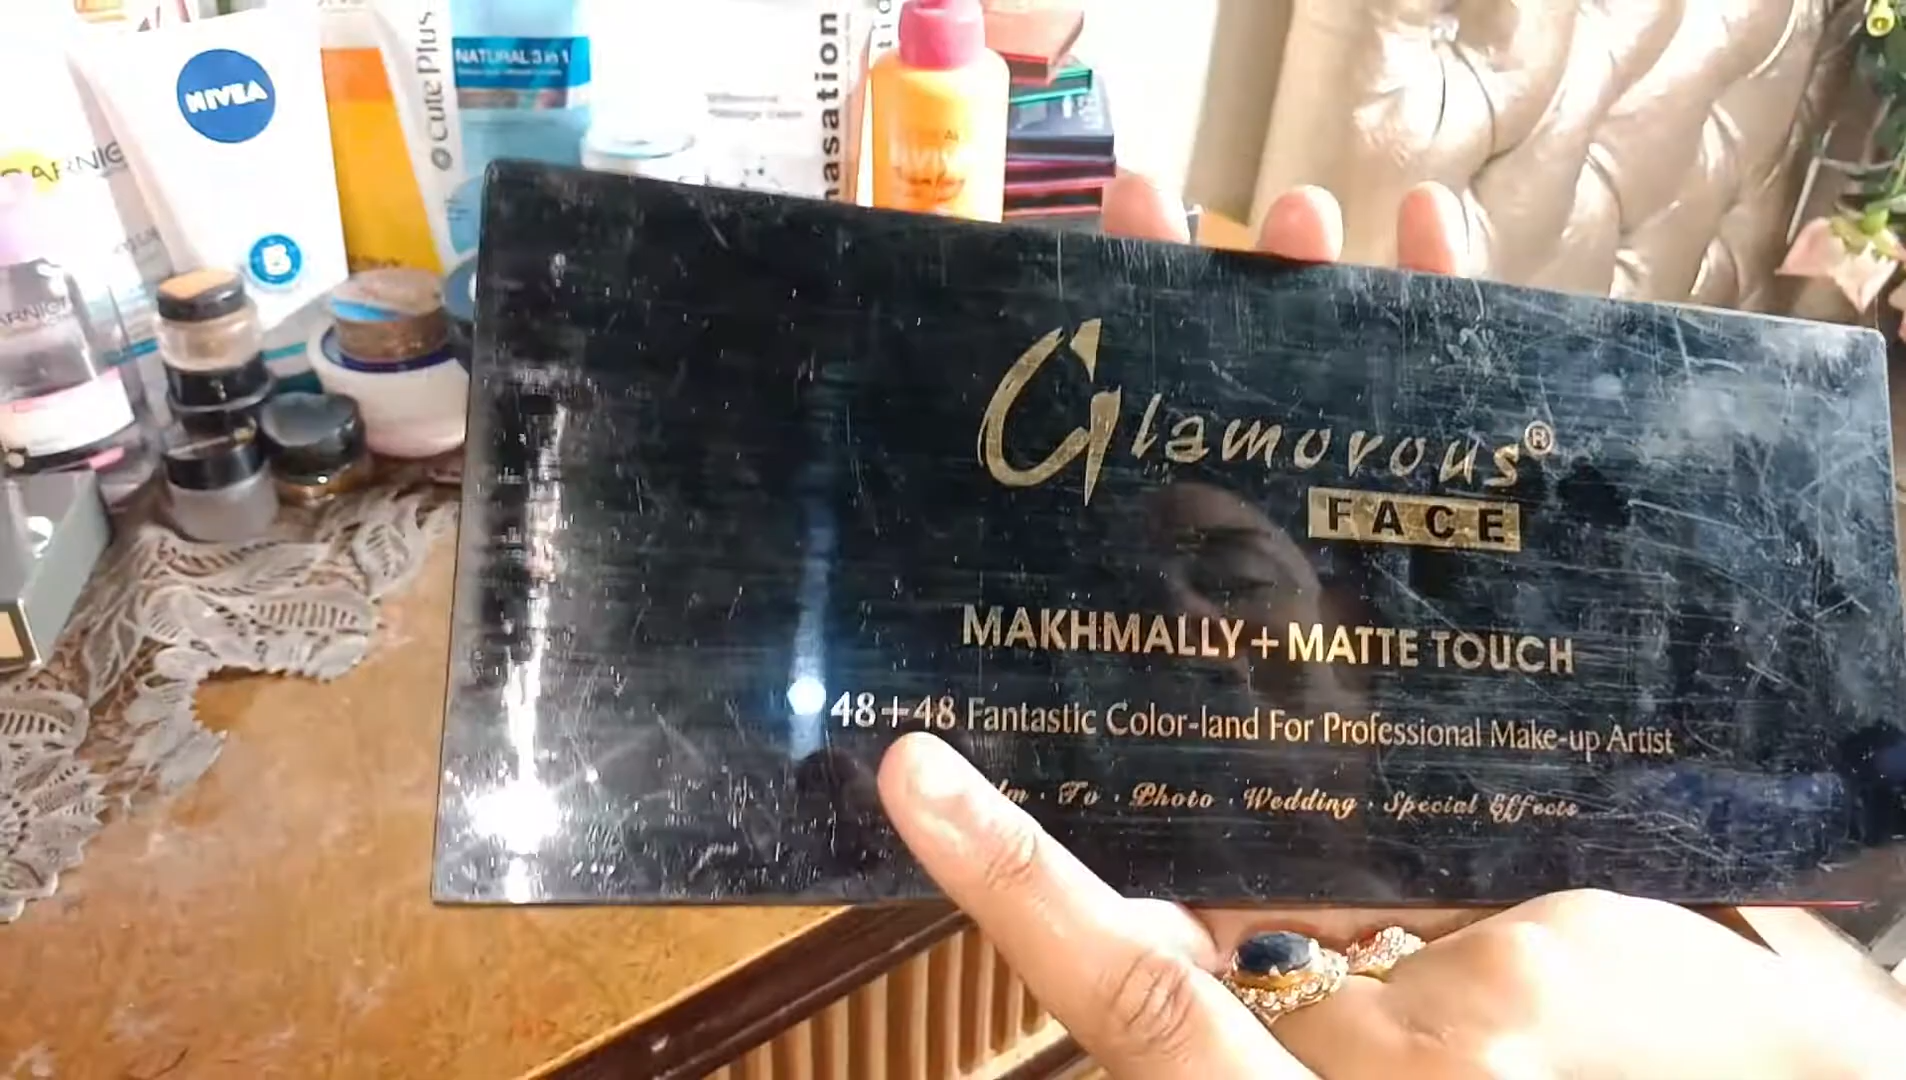 NIVEA
Cute Plus
NATURAL 3 in 1
GARNIE
Glamorous®
FACE
MAKHMALLY+MATTE TOUCH
48+48 Fantastic Color-land For Professional Make-up Artist
· To · Photo · Wedding · Special Effects